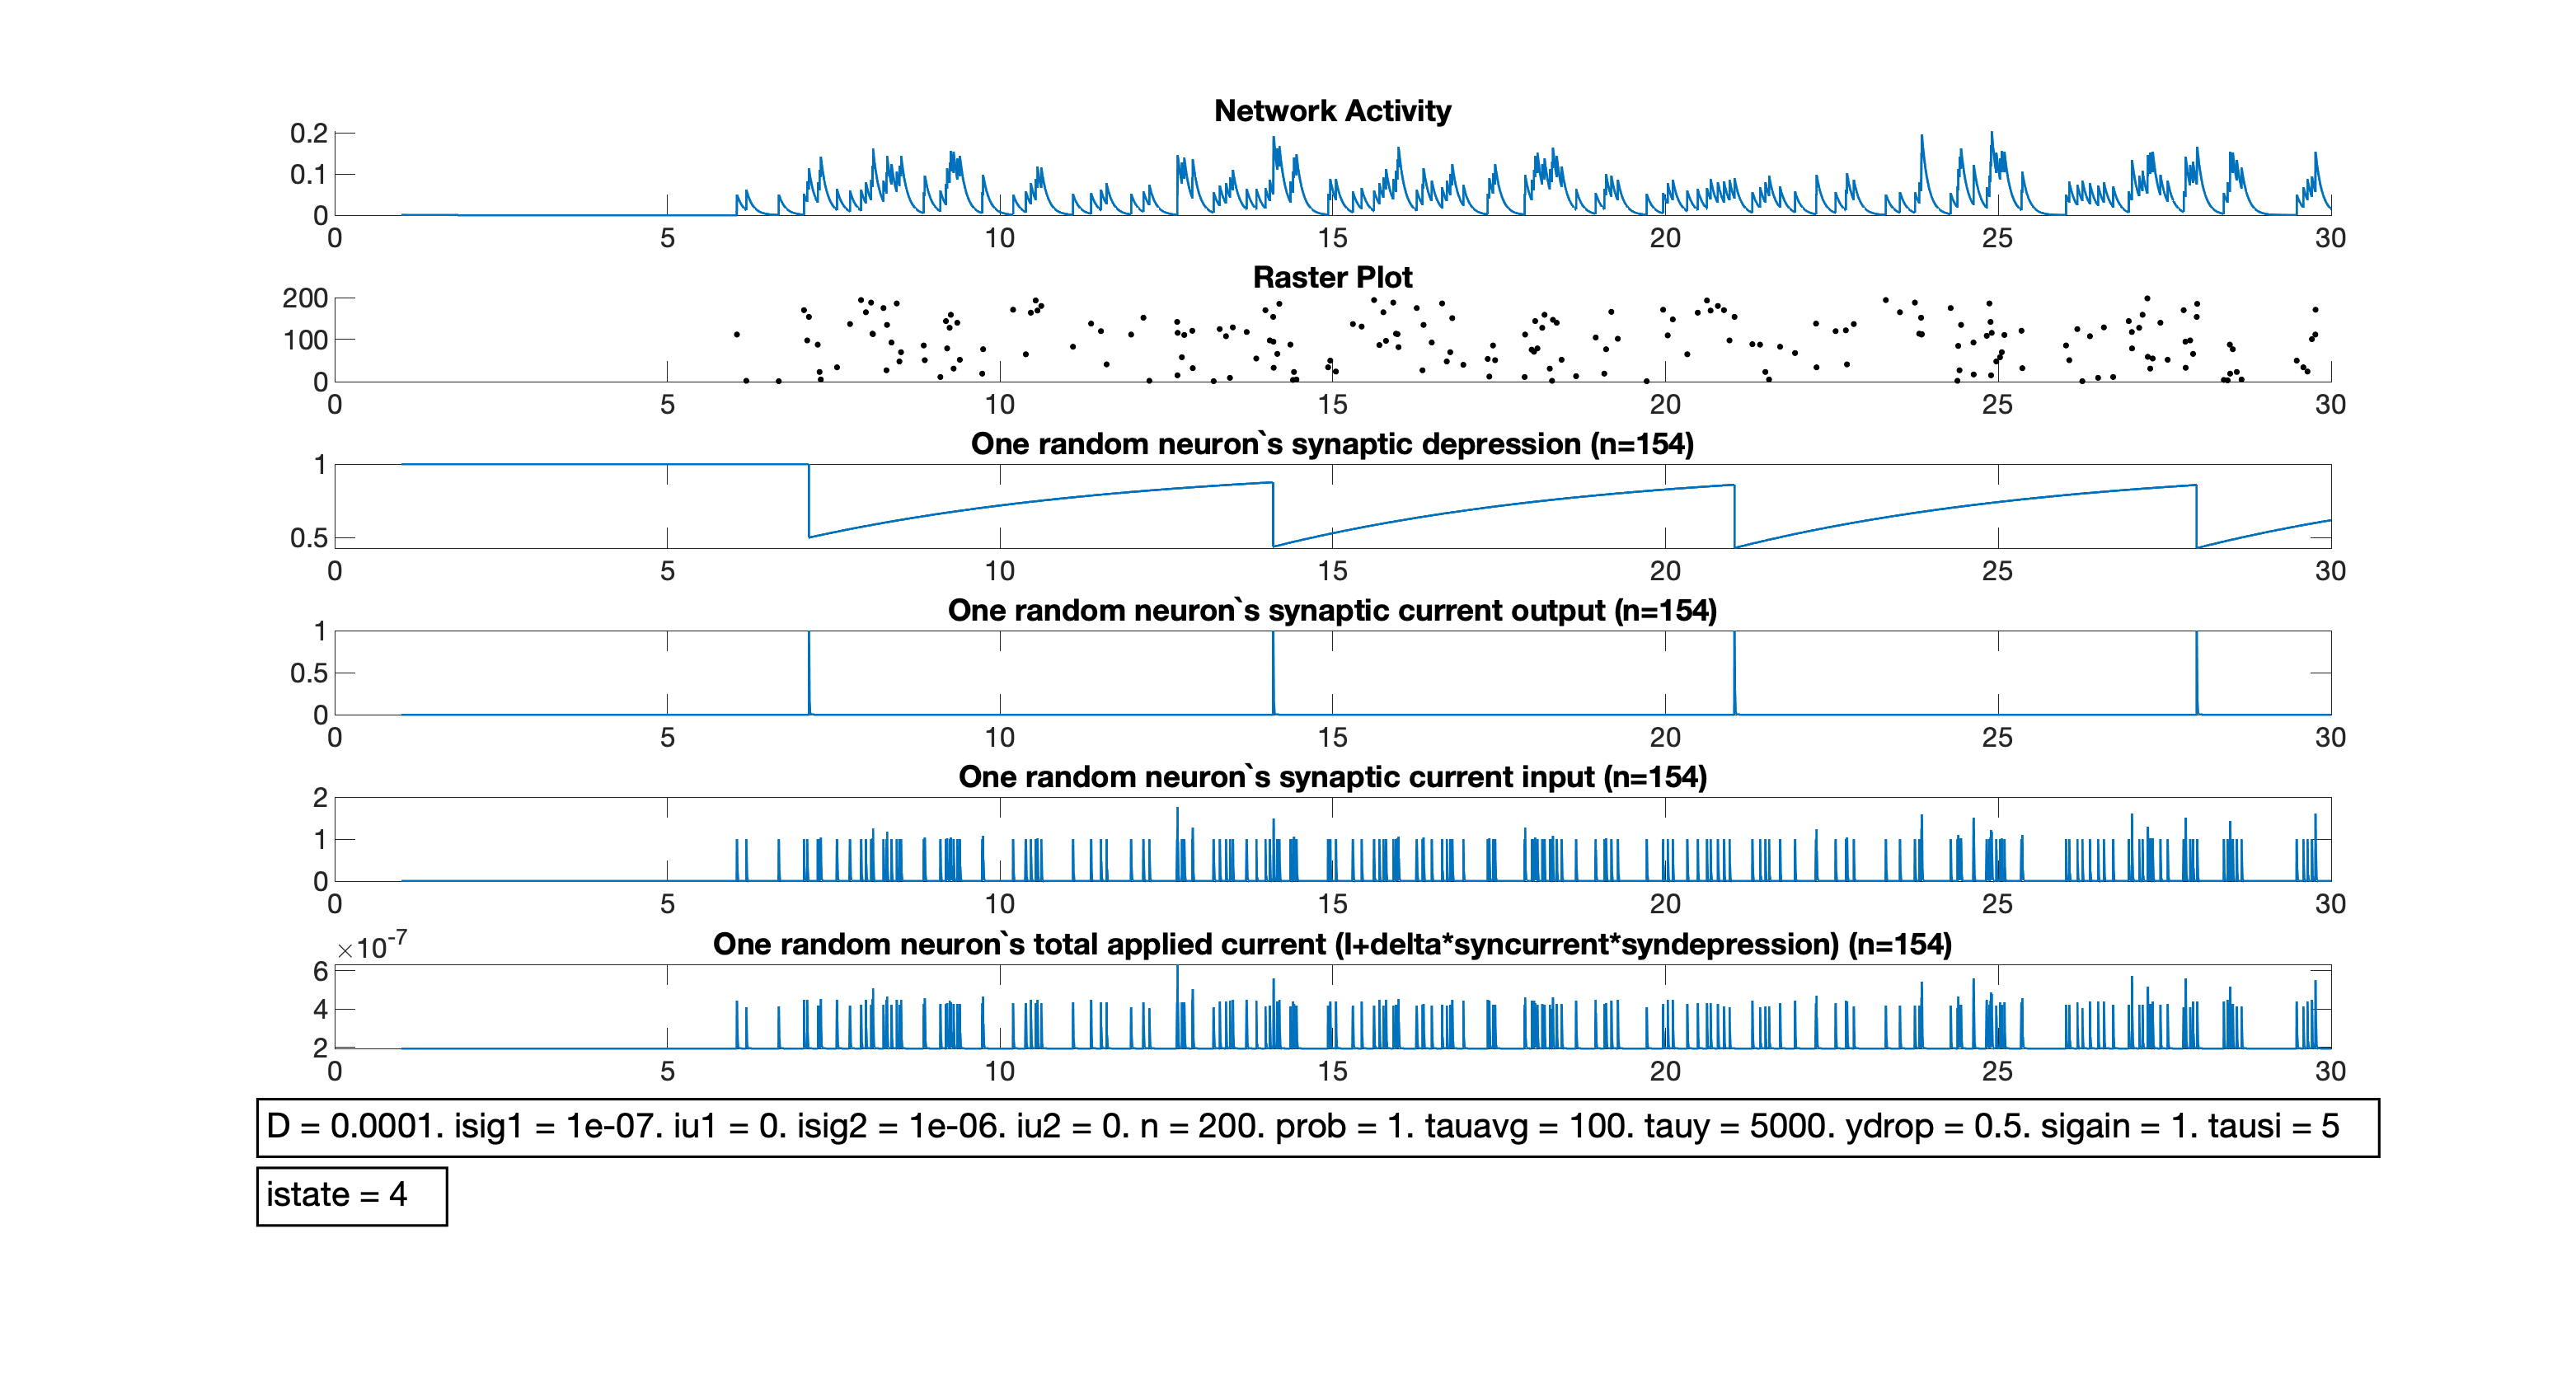 Network Activity
0.2
0.1
0
0 5 10 15 20 25 30
Raster Plot
200
100
0
0 5 10 15 20 25 30
One random neuron`s synaptic depression (n=154)
1
0.5
0 5 10 15 20 25 30
One random neuron`s synaptic current output (n=154)
1
0.5
0
0 5 10 15 20 25 30
One random neuron`s synaptic current input (n=154)
2
1
0
0 5 10 15 20 25 30
×10-7 One random neuron`s total applied current (I+delta*syncurrent*syndepression) (n=154)
6
4
2
0 5 10 15 20 25 30
D = 0.0001. isig1 = 1e-07. iu1 = 0. isig2 = 1e-06. iu2 = 0. n = 200. prob = 1. tauavg = 100. tauy = 5000. ydrop = 0.5. sigain = 1. tausi = 5
istate = 4